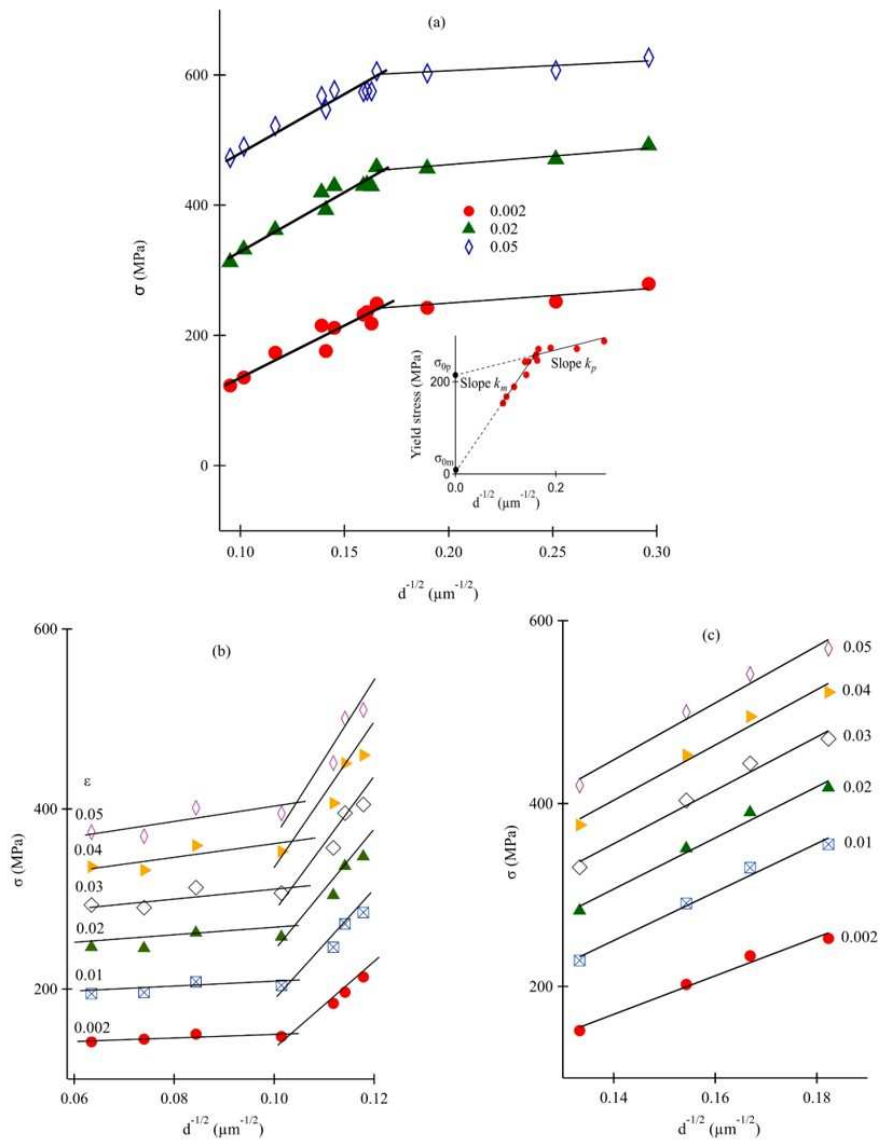 (a)
600
400
200
0
σ (MPa)
0.002
0.02
0.05
σ0p
200
σ0m
0
Yield stress (MPa)
Slope km
Slope kp
0.0
0.2
d-1/2 (µm-1/2)
0.10
0.15
0.20
0.25
0.30
d-1/2 (µm-1/2)
(b)
600
400
200
σ (MPa)
ε
0.05
0.04
0.03
0.02
0.01
0.002
0.06
0.08
0.10
0.12
d-1/2 (µm-1/2)
(c)
600
400
200
σ (MPa)
0.05
0.04
0.03
0.02
0.01
0.002
0.14
0.16
0.18
d-1/2 (µm-1/2)